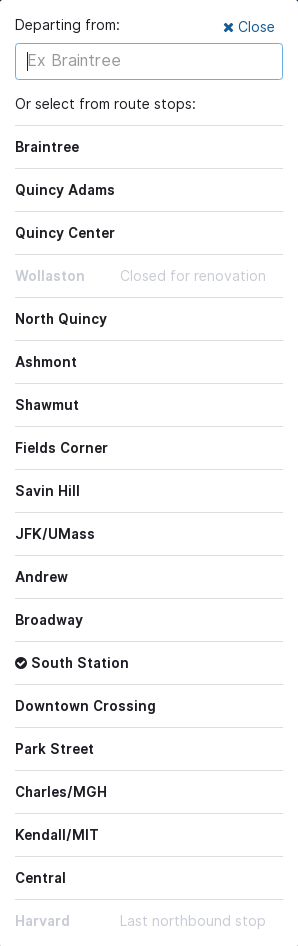 Departing from:
Close
Ex Braintree
Or select from route stops:
Braintree
Quincy Adams
Quincy Center
Wollaston Closed for renovation
North Quincy
Ashmont
Shawmut
Fields Corner
Savin Hill
JFK/UMass
Andrew
Broadway
South Station
Downtown Crossing
Park Street
Charles/MGH
Kendall/MIT
Central
Harvard Last northbound stop